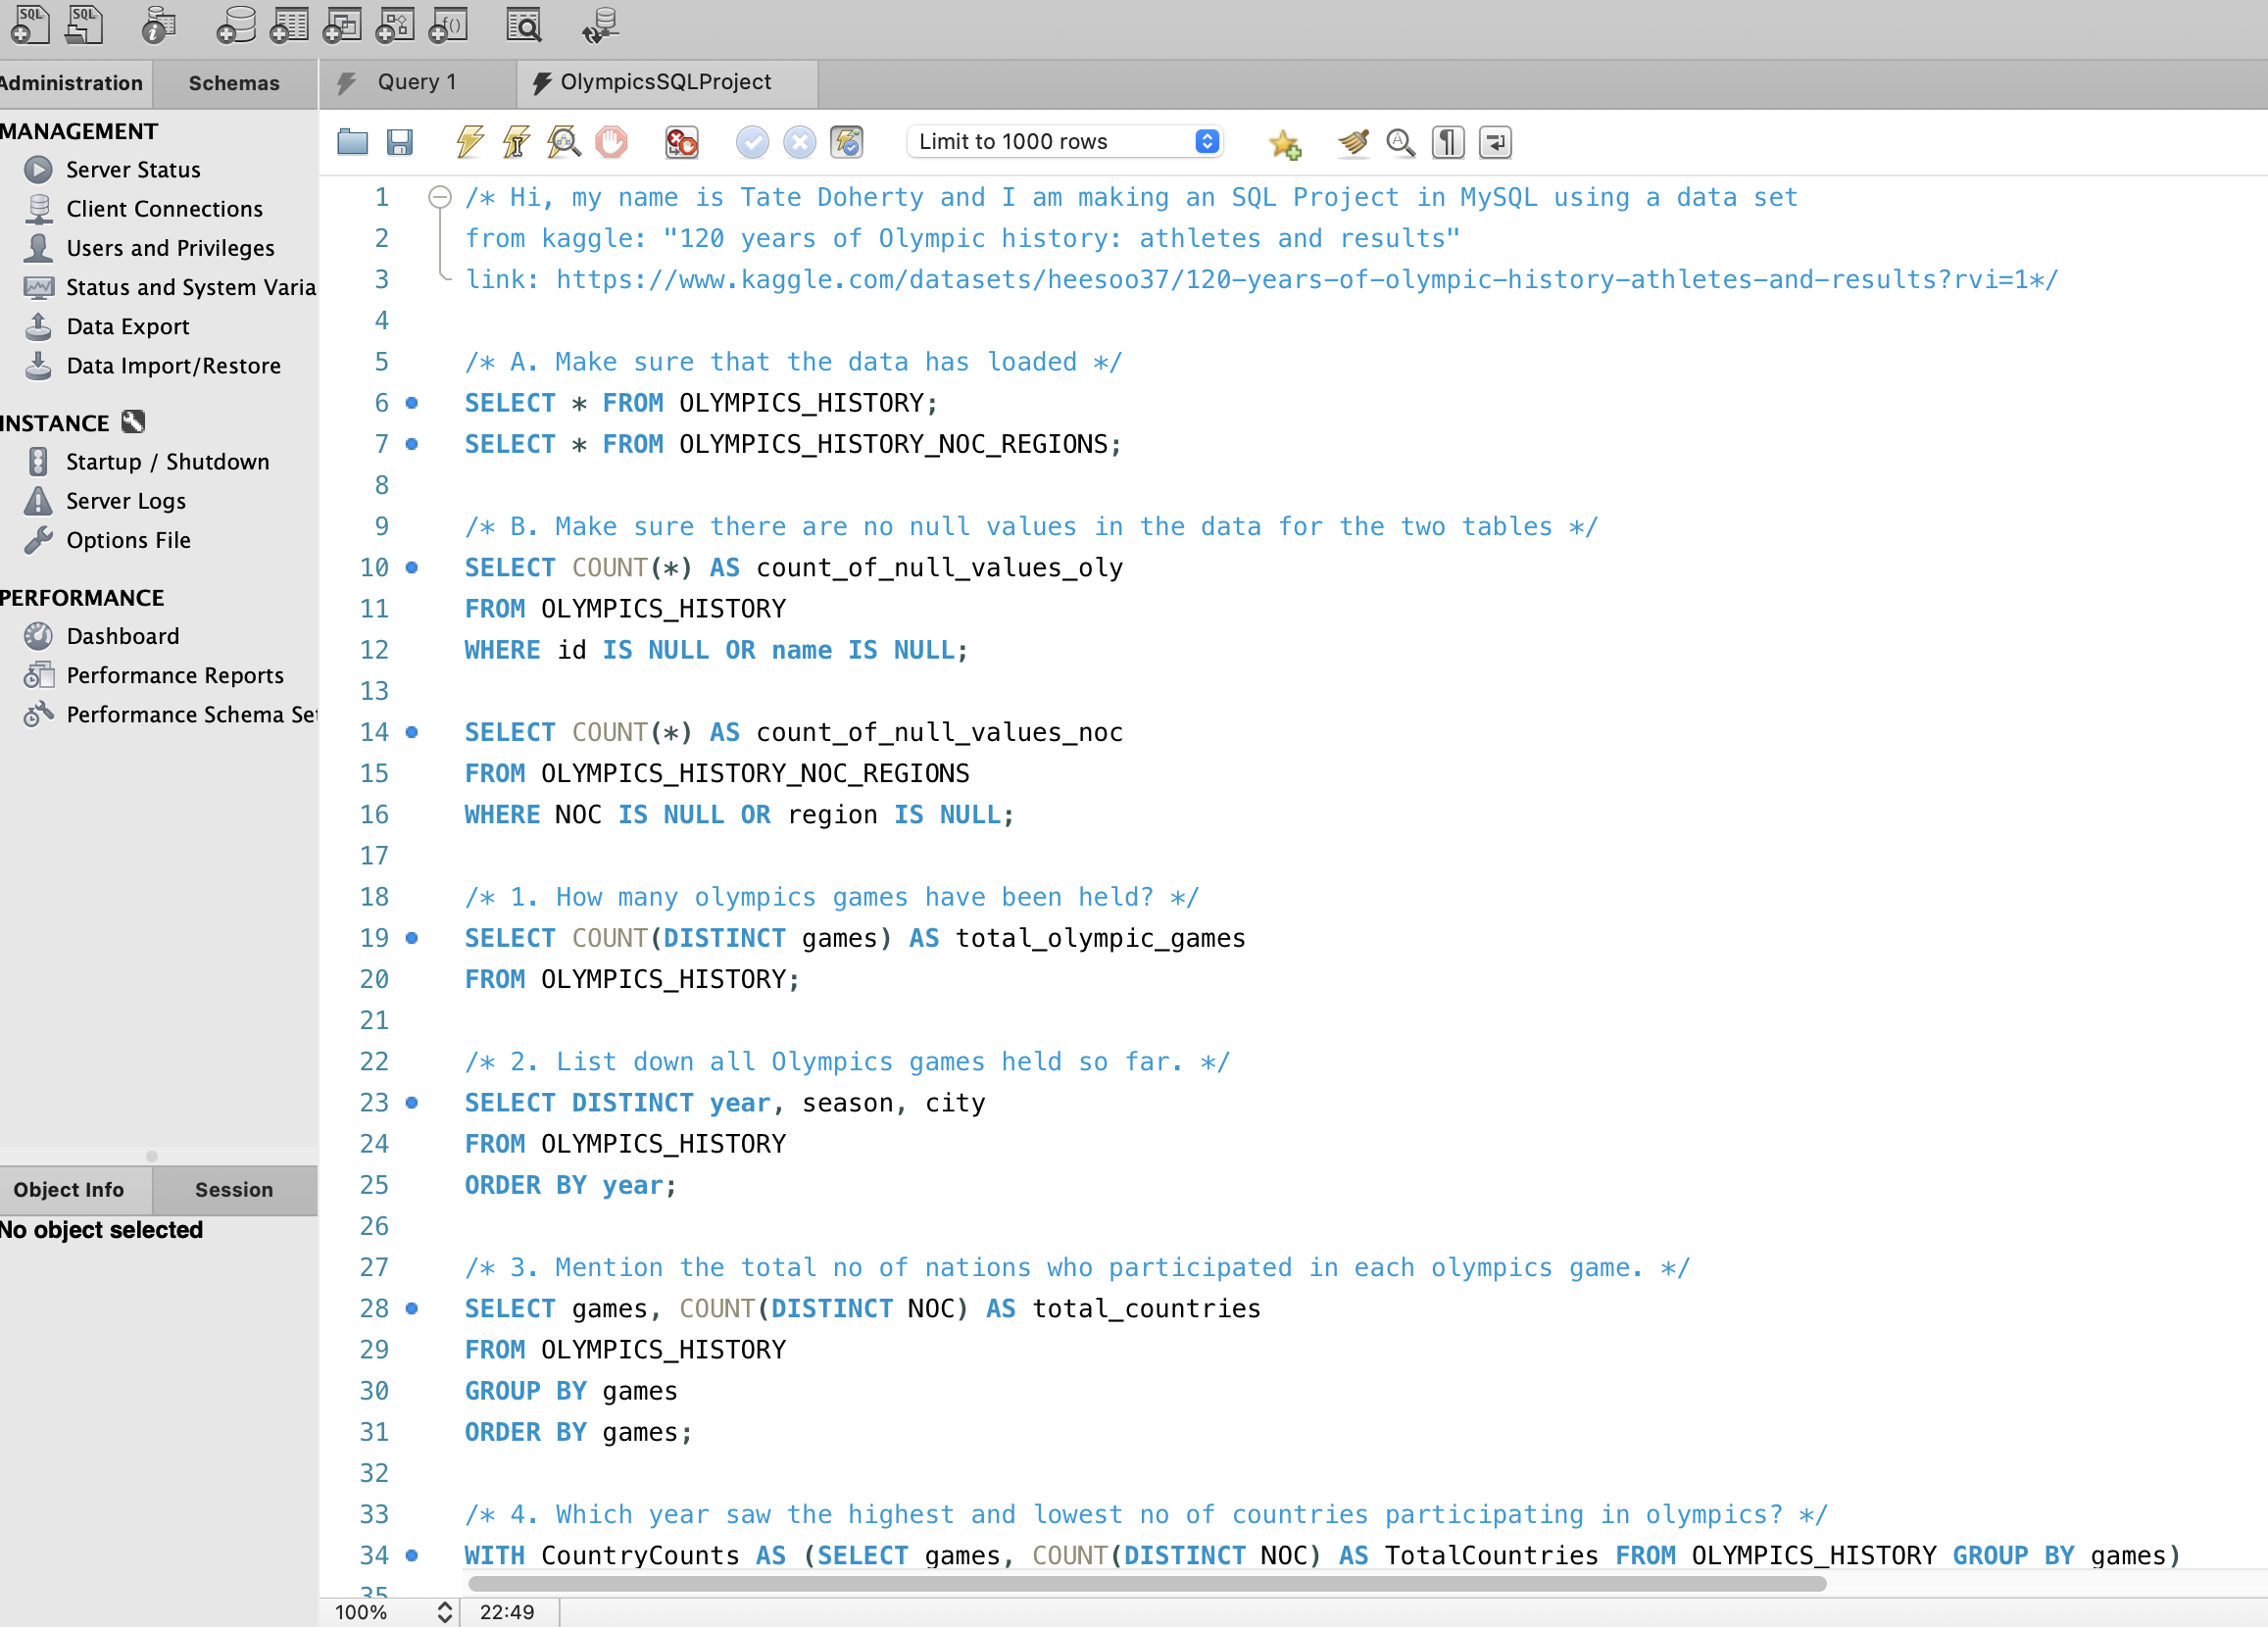 SQL SQL
Administration Schemas
Query 1 OlympicsSQLProject
MANAGEMENT
Server Status
Client Connections
Users and Privileges
Status and System Varia
Data Export
Data Import/Restore
INSTANCE
Startup / Shutdown
Server Logs
Options File
PERFORMANCE
Dashboard
Performance Reports
Performance Schema Set
Object Info Session
No object selected
Limit to 1000 rows
1 /* Hi, my name is Tate Doherty and I am making an SQL Project in MySQL using a data set
2 from kaggle: "120 years of Olympic history: athletes and results"
3 link: https://www.kaggle.com/datasets/heesoo37/120-years-of-olympic-history-athletes-and-results?rvi=1*/
4
5 /* A. Make sure that the data has loaded */
6 SELECT * FROM OLYMPICS_HISTORY;
7 SELECT * FROM OLYMPICS_HISTORY_NOC_REGIONS;
8
9 /* B. Make sure there are no null values in the data for the two tables */
10 SELECT COUNT(*) AS count_of_null_values_oly
11 FROM OLYMPICS_HISTORY
12 WHERE id IS NULL OR name IS NULL;
13
14 SELECT COUNT(*) AS count_of_null_values_noc
15 FROM OLYMPICS_HISTORY_NOC_REGIONS
16 WHERE NOC IS NULL OR region IS NULL;
17
18 /* 1. How many olympics games have been held? */
19 SELECT COUNT(DISTINCT games) AS total_olympic_games
20 FROM OLYMPICS_HISTORY;
21
22 /* 2. List down all Olympics games held so far. */
23 SELECT DISTINCT year, season, city
24 FROM OLYMPICS_HISTORY
25 ORDER BY year;
26
27 /* 3. Mention the total no of nations who participated in each olympics game. */
28 SELECT games, COUNT(DISTINCT NOC) AS total_countries
29 FROM OLYMPICS_HISTORY
30 GROUP BY games
31 ORDER BY games;
32
33 /* 4. Which year saw the highest and lowest no of countries participating in olympics? */
34 WITH CountryCounts AS (SELECT games, COUNT(DISTINCT NOC) AS TotalCountries FROM OLYMPICS_HISTORY GROUP BY games)
35
100% 22:49